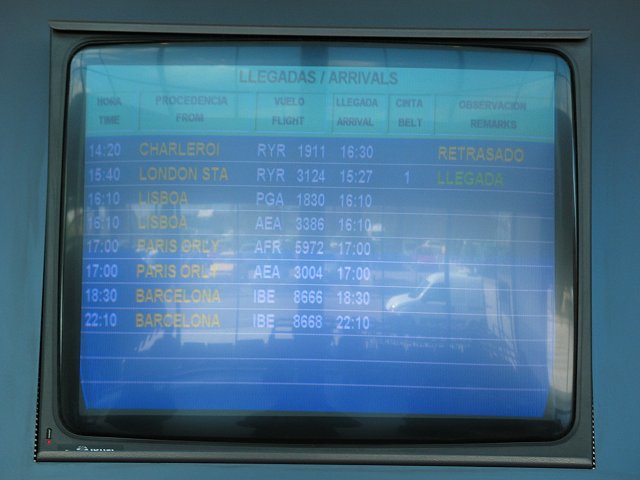 LLEGADAS / ARRIVALS
HORA PROCEDENCIA VUELO LLEGADA CINTA OBSERVACION
TIME FROM FLIGHT ARRIVAL BELT REMARKS
14:20 CHARLEROI RYR 1911 16:30 RETRASADO
15:40 LONDON STA RYR 3124 15:27 1 LLEGADA
16:10 LISBOA PGA 1830 16:10
16:10 LISBOA AEA 3386 16:10
17:00 PARIS ORLY AFR 5972 17:00
17:00 PARIS ORLY AEA 3004 17:00
18:30 BARCELONA IBE 8666 18:30
22:10 BARCELONA IBE 8668 22:10